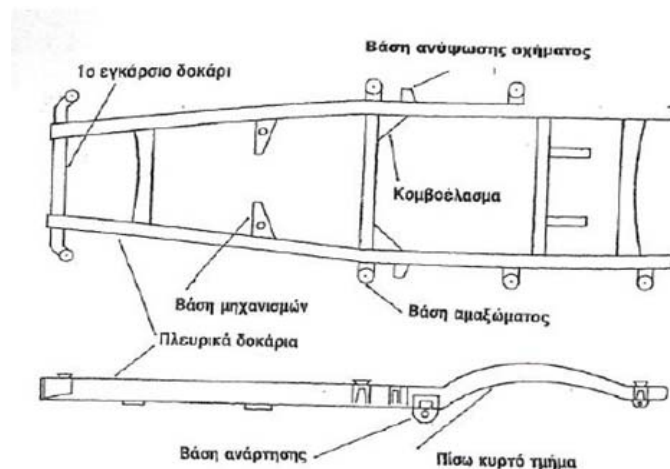 Βάση ανύψωσης οχήματος
1ο εγκάρσιο δοκάρι
Κομβοέλασμα
Βάση μηχανισμών
Βάση αμαξώματος
Πλευρικά δοκάρια
Βάση ανάρτησης
Πίσω κυρτό τμήμα